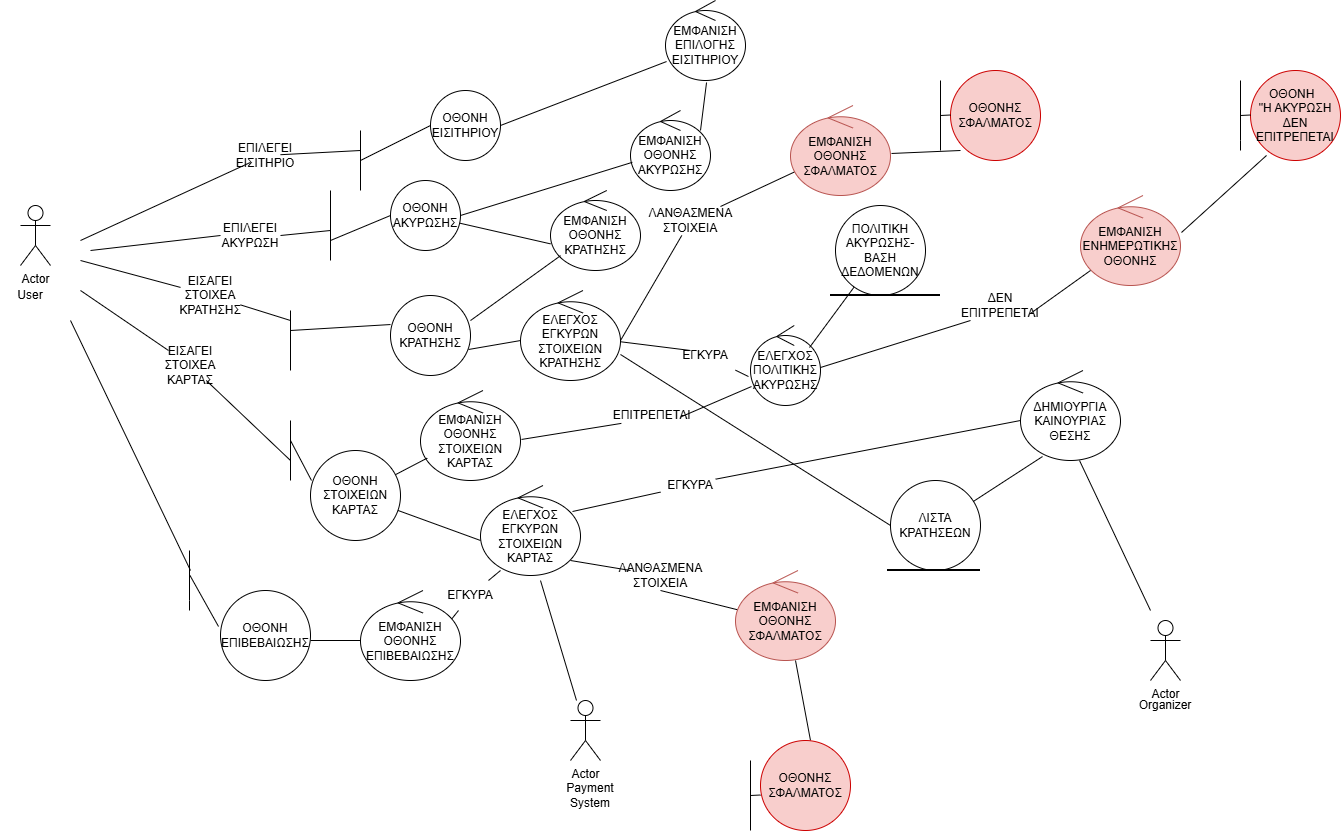 ΕΜΦΑΝΙΣΗ
ΕΠΙΛΟΓΗΣ
ΕΙΣΙΤΗΡΙΟΥ
ΟΘΟΝΗ
ΕΙΣΙΤΗΡΙΟΥ
ΕΠΙΛΕΓΕΙ
ΕΙΣΙΤΗΡΙΟ
ΕΜΦΑΝΙΣΗ
ΟΘΟΝΗΣ
ΑΚΥΡΩΣΗΣ
ΕΜΦΑΝΙΣΗ
ΟΘΟΝΗΣ
ΣΦΑΛΜΑΤΟΣ
ΟΘΟΝΗΣ
ΣΦΑΛΜΑΤΟΣ
ΟΘΟΝΗ
"Η ΑΚΥΡΩΣΗ
ΔΕΝ
ΕΠΙΤΡΕΠΕΤΑΙ
Actor
User
ΕΠΙΛΕΓΕΙ
ΑΚΥΡΩΣΗ
ΟΘΟΝΗ
ΑΚΥΡΩΣΗΣ
ΕΜΦΑΝΙΣΗ
ΟΘΟΝΗΣ
ΚΡΑΤΗΣΗΣ
ΛΑΝΘΑΣΜΕΝΑ
ΣΤΟΙΧΕΙΑ
ΠΟΛΙΤΙΚΗ
ΑΚΥΡΩΣΗΣ-
ΒΑΣΗ
ΔΕΔΟΜΕΝΩΝ
ΕΜΦΑΝΙΣΗ
ΕΝΗΜΕΡΩΤΙΚΗΣ
ΟΘΟΝΗΣ
ΕΙΣΑΓΕΙ
ΣΤΟΙΧΕΑ
ΚΡΑΤΗΣΗΣ
ΟΘΟΝΗ
ΚΡΑΤΗΣΗΣ
ΕΛΕΓΧΟΣ
ΕΓΚΥΡΩΝ
ΣΤΟΙΧΕΙΩΝ
ΚΡΑΤΗΣΗΣ
ΕΓΚΥΡΑ
ΕΛΕΓΧΟΣ
ΠΟΛΙΤΙΚΗΣ
ΑΚΥΡΩΣΗΣ
ΔΕΝ
ΕΠΙΤΡΕΠΕΤΑΙ
ΕΙΣΑΓΕΙ
ΣΤΟΙΧΕΑ
ΚΑΡΤΑΣ
ΕΜΦΑΝΙΣΗ
ΟΘΟΝΗΣ
ΣΤΟΙΧΕΙΩΝ
ΚΑΡΤΑΣ
ΕΠΙΤΡΕΠΕΤΑΙ
ΔΗΜΙΟΥΡΓΙΑ
ΚΑΙΝΟΥΡΙΑΣ
ΘΕΣΗΣ
ΟΘΟΝΗ
ΣΤΟΙΧΕΙΩΝ
ΚΑΡΤΑΣ
ΕΛΕΓΧΟΣ
ΕΓΚΥΡΩΝ
ΣΤΟΙΧΕΙΩΝ
ΚΑΡΤΑΣ
ΕΓΚΥΡΑ
ΛΙΣΤΑ
ΚΡΑΤΗΣΕΩΝ
ΟΘΟΝΗ
ΕΠΙΒΕΒΑΙΩΣΗΣ
ΕΜΦΑΝΙΣΗ
ΟΘΟΝΗΣ
ΕΠΙΒΕΒΑΙΩΣΗΣ
ΕΓΚΥΡΑ
ΛΑΝΘΑΣΜΕΝΑ
ΣΤΟΙΧΕΙΑ
ΕΜΦΑΝΙΣΗ
ΟΘΟΝΗΣ
ΣΦΑΛΜΑΤΟΣ
Actor
Organizer
Actor
Payment
System
ΟΘΟΝΗΣ
ΣΦΑΛΜΑΤΟΣ